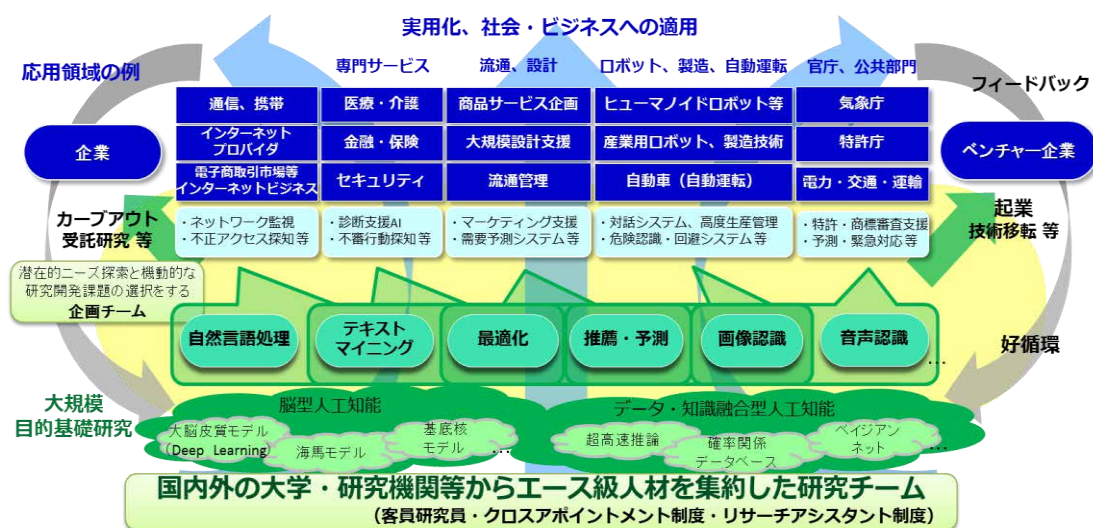 実用化、社会・ビジネスへの適用
応用領域の例
専門サービス
流通、設計
ロボット、製造、自動運転
官庁、公共部門
フィードバック
通信、携帯
医療・介護
商品サービス企画
ヒューマノイドロボット等
気象庁
インターネット
プロバイダ
金融・保険
大規模設計支援
産業用ロボット、製造技術
特許庁
企業
ベンチャー企業
電子商取引市場等
インターネットビジネス
セキュリティ
流通管理
自動車（自動運転）
電力・交通・運輸
カーブアウト
受託研究 等
・ネットワーク監視
・不正アクセス探知等
・診断支援AI
・不審行動探知等
・マーケティング支援
・需要予測システム等
・対話システム、高度生産管理
・危険認識・回避システム等
・特許・商標審査支援
・予測・緊急対応等
起業
技術移転 等
潜在的ニーズ探索と機動的な
研究開発課題の選択をする
企画チーム
自然言語処理
テキスト
マイニング
最適化
推薦・予測
画像認識
音声認識
…
好循環
大規模
目的基礎研究
脳型人工知能
大脳皮質モデル
（Deep Learning）
海馬モデル
基底核
モデル
…
データ・知識融合型人工知能
超高速推論
確率関係
データベース
ベイジアン
ネット
…
国内外の大学・研究機関等からエース級人材を集約した研究チーム
（客員研究員・クロスアポイントメント制度・リサーチアシスタント制度）